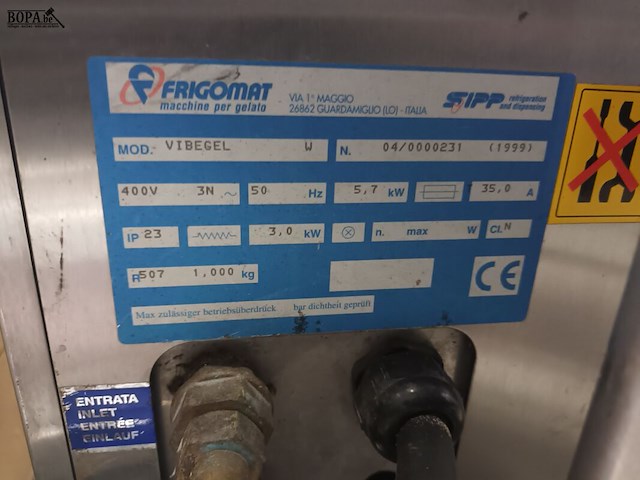 BOPA.be
FRIGOMAT
macchine per gelato
VIA 1° MAGGIO
26862 GUARDAMIGLIO (LO) - ITALIA
SIPP refrigeration
and dispensing
MOD. VIBEGEL W N. 04/0000231 (1999)
400V 3N ~ 50 Hz 5,7 kW 35,0 A
IP 23 3,0 kW n. max W Cl. N
R507 1,000 kg
CE
Max zulässiger betriebsüberdrück bar dichtheit geprüft
ENTRATA
INLET
ENTRÉE
EINLAUF